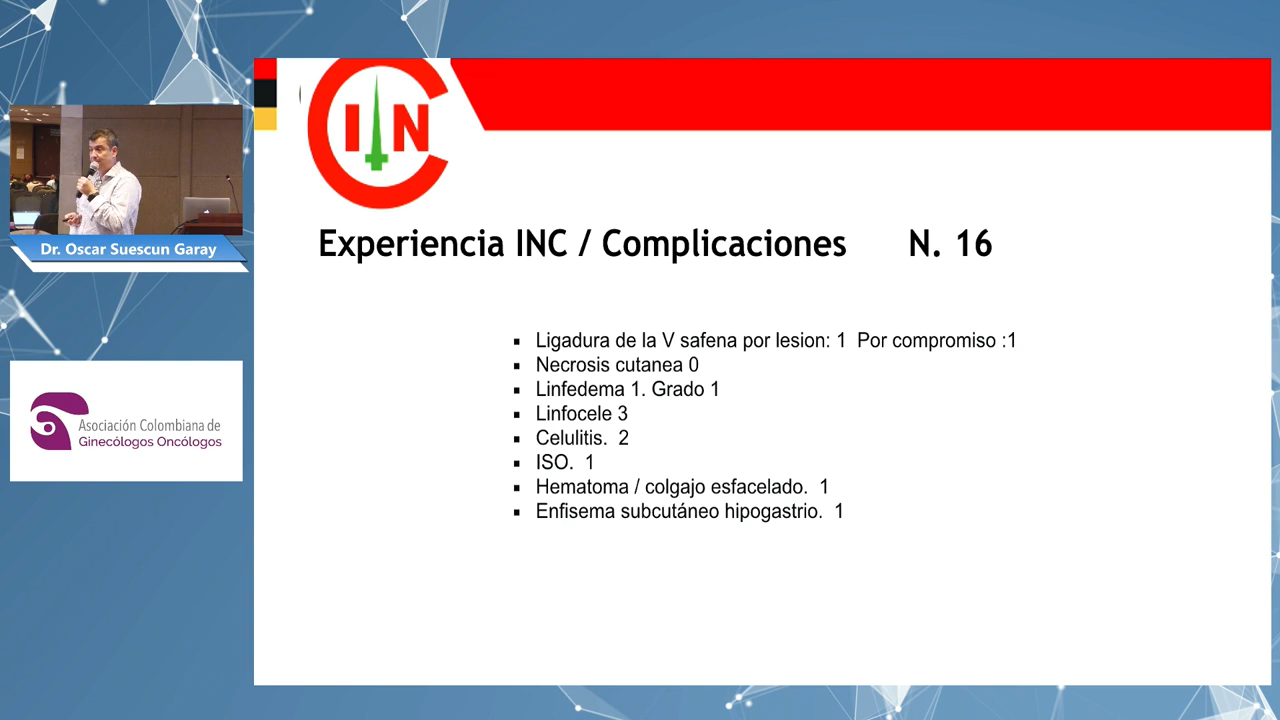 IN
Dr. Oscar Suescun Garay
Asociación Colombiana de
Ginecólogos Oncólogos
Experiencia INC / Complicaciones N. 16
Ligadura de la V safena por lesion: 1 Por compromiso :1
Necrosis cutanea 0
Linfedema 1. Grado 1
Linfocele 3
Celulitis. 2
ISO. 1
Hematoma / colgajo esfacelado. 1
Enfisema subcutáneo hipogastrio. 1